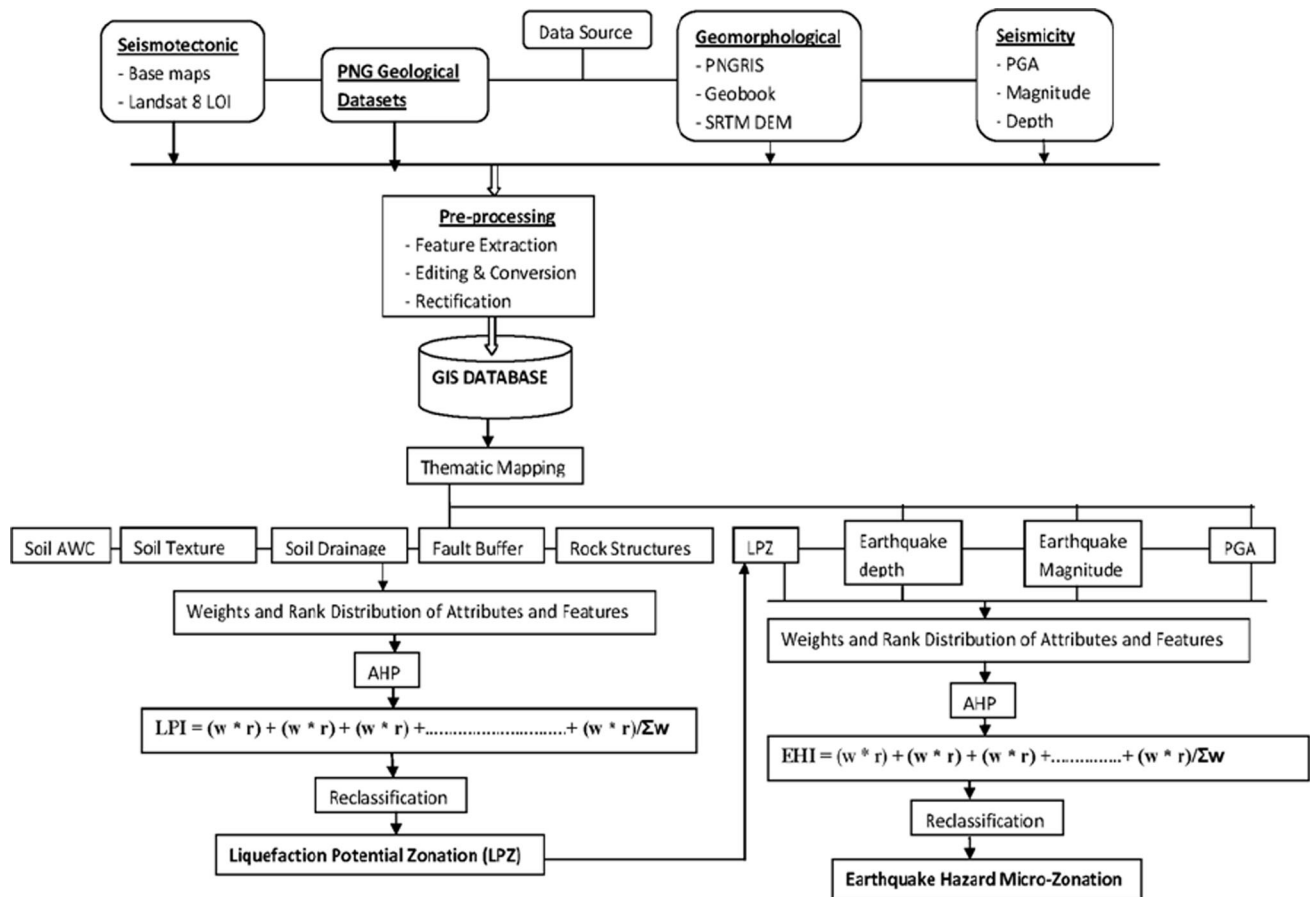 Data Source
Seismotectonic
- Base maps
- Landsat 8 LOI
PNG Geological
Datasets
Geomorphological
- PNGRIS
- Geobook
- SRTM DEM
Seismicity
- PGA
- Magnitude
- Depth
Pre-processing
- Feature Extraction
- Editing & Conversion
- Rectification
GIS DATABASE
Thematic Mapping
Soil AWC
Soil Texture
Soil Drainage
Fault Buffer
Rock Structures
LPZ
Earthquake
depth
Earthquake
Magnitude
PGA
Weights and Rank Distribution of Attributes and Features
AHP
LPI = (w * r) + (w * r) + (w * r) +.............................+ (w * r)/Σw
Reclassification
Liquefaction Potential Zonation (LPZ)
Weights and Rank Distribution of Attributes and Features
AHP
EHI = (w * r) + (w * r) + (w * r) +...............+ (w * r)/Σw
Reclassification
Earthquake Hazard Micro-Zonation